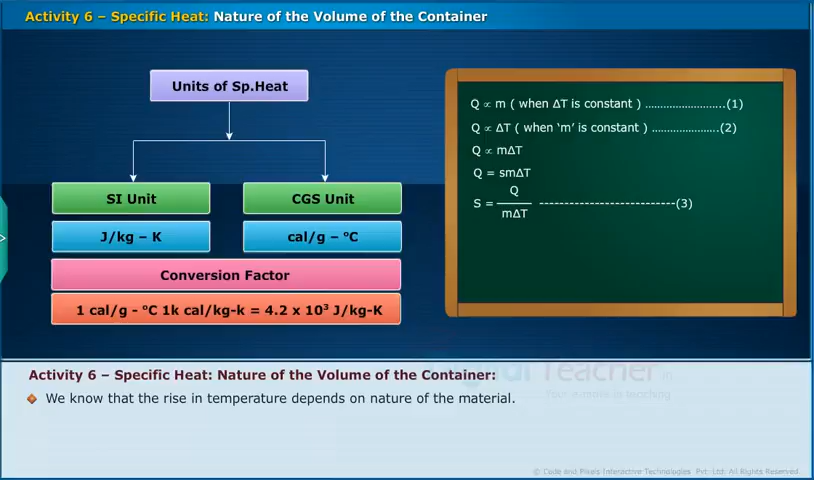 Activity 6 – Specific Heat: Nature of the Volume of the Container
Units of Sp.Heat
SI Unit
CGS Unit
J/kg – K
cal/g – °C
Conversion Factor
1 cal/g - °C 1k cal/kg-k = 4.2 x 10³ J/kg-K
Q ∝ m ( when ΔT is constant ) ..........................(1)
Q ∝ ΔT ( when ‘m’ is constant ) ......................(2)
Q ∝ mΔT
Q = smΔT
S = Q / mΔT ---------------------------(3)
Activity 6 – Specific Heat: Nature of the Volume of the Container:
We know that the rise in temperature depends on nature of the material.
Digital Teacher
© Code and Pixels Interactive Technologies Pvt. Ltd. All Rights Reserved.